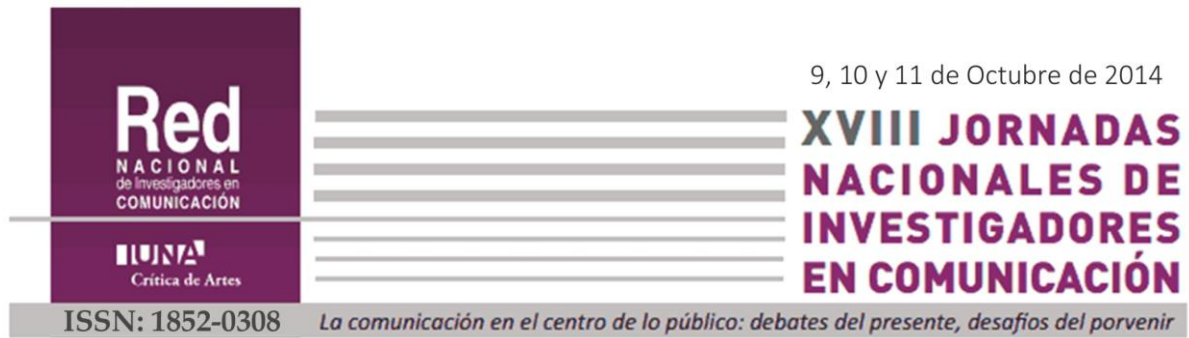 Red
NACIONAL
de Investigadores en
COMUNICACIÓN
IUNA
Crítica de Artes
9, 10 y 11 de Octubre de 2014
XVIII JORNADAS
NACIONALES DE
INVESTIGADORES
EN COMUNICACIÓN
ISSN: 1852-0308
La comunicación en el centro de lo público: debates del presente, desafíos del porvenir